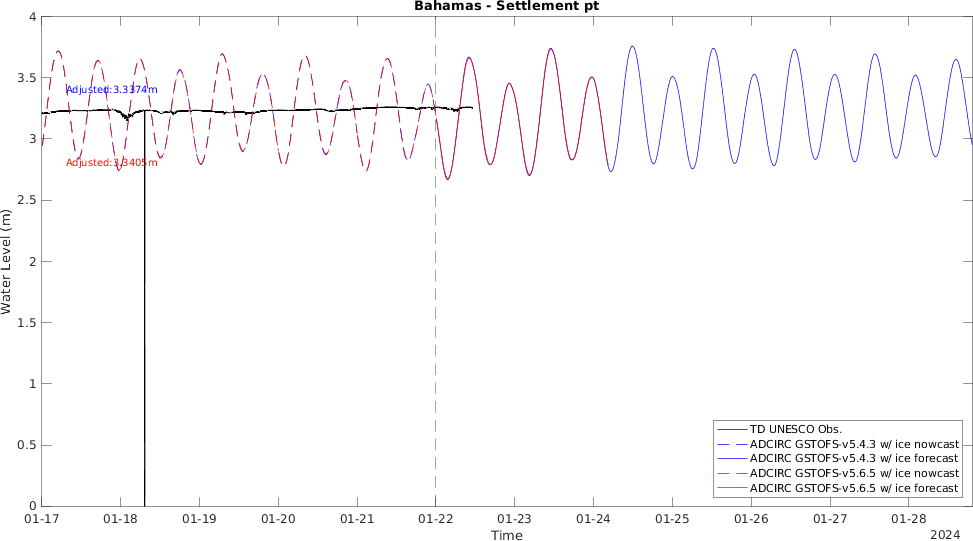 Bahamas - Settlement pt
4
3.5
3
2.5
2
1.5
1
0.5
0
Water Level (m)
Adjusted:3.3374m
Adjusted:3.3405m
TD UNESCO Obs.
ADCIRC GSTOFS-v5.4.3 w/ ice nowcast
ADCIRC GSTOFS-v5.4.3 w/ ice forecast
ADCIRC GSTOFS-v5.6.5 w/ ice nowcast
ADCIRC GSTOFS-v5.6.5 w/ ice forecast
01-17 01-18 01-19 01-20 01-21 01-22 01-23 01-24 01-25 01-26 01-27 01-28
Time
2024